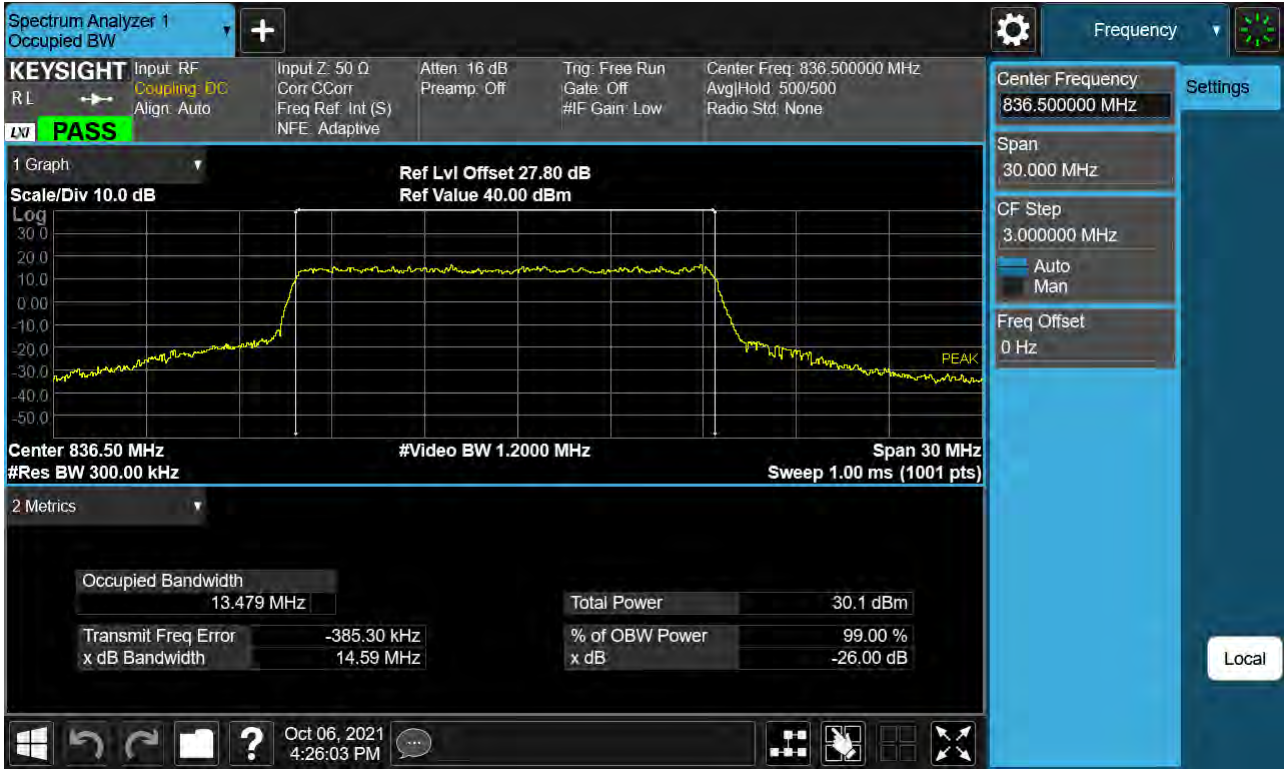 Spectrum Analyzer 1
Occupied BW
Frequency
KEYSIGHT
RL
LXI
PASS
Input: RF
Coupling: DC
Align: Auto
Input Z: 50 Ω
Corr CCorr
Freq Ref: Int (S)
NFE: Adaptive
Atten: 16 dB
Preamp: Off
Trig: Free Run
Gate: Off
#IF Gain: Low
Center Freq: 836.500000 MHz
Avg|Hold: 500/500
Radio Std: None
Center Frequency
836.500000 MHz
Settings
Span
30.000 MHz
CF Step
3.000000 MHz
Auto
Man
Freq Offset
0 Hz
Local
1 Graph
Scale/Div 10.0 dB
Ref Lvl Offset 27.80 dB
Ref Value 40.00 dBm
Log
30.0
20.0
10.0
0.00
-10.0
-20.0
-30.0
-40.0
-50.0
PEAK
Center 836.50 MHz
#Video BW 1.2000 MHz
Span 30 MHz
#Res BW 300.00 kHz
Sweep 1.00 ms (1001 pts)
2 Metrics
Occupied Bandwidth
13.479 MHz
Total Power 30.1 dBm
Transmit Freq Error -385.30 kHz
% of OBW Power 99.00 %
x dB Bandwidth 14.59 MHz
x dB -26.00 dB
?
Oct 06, 2021
4:26:03 PM